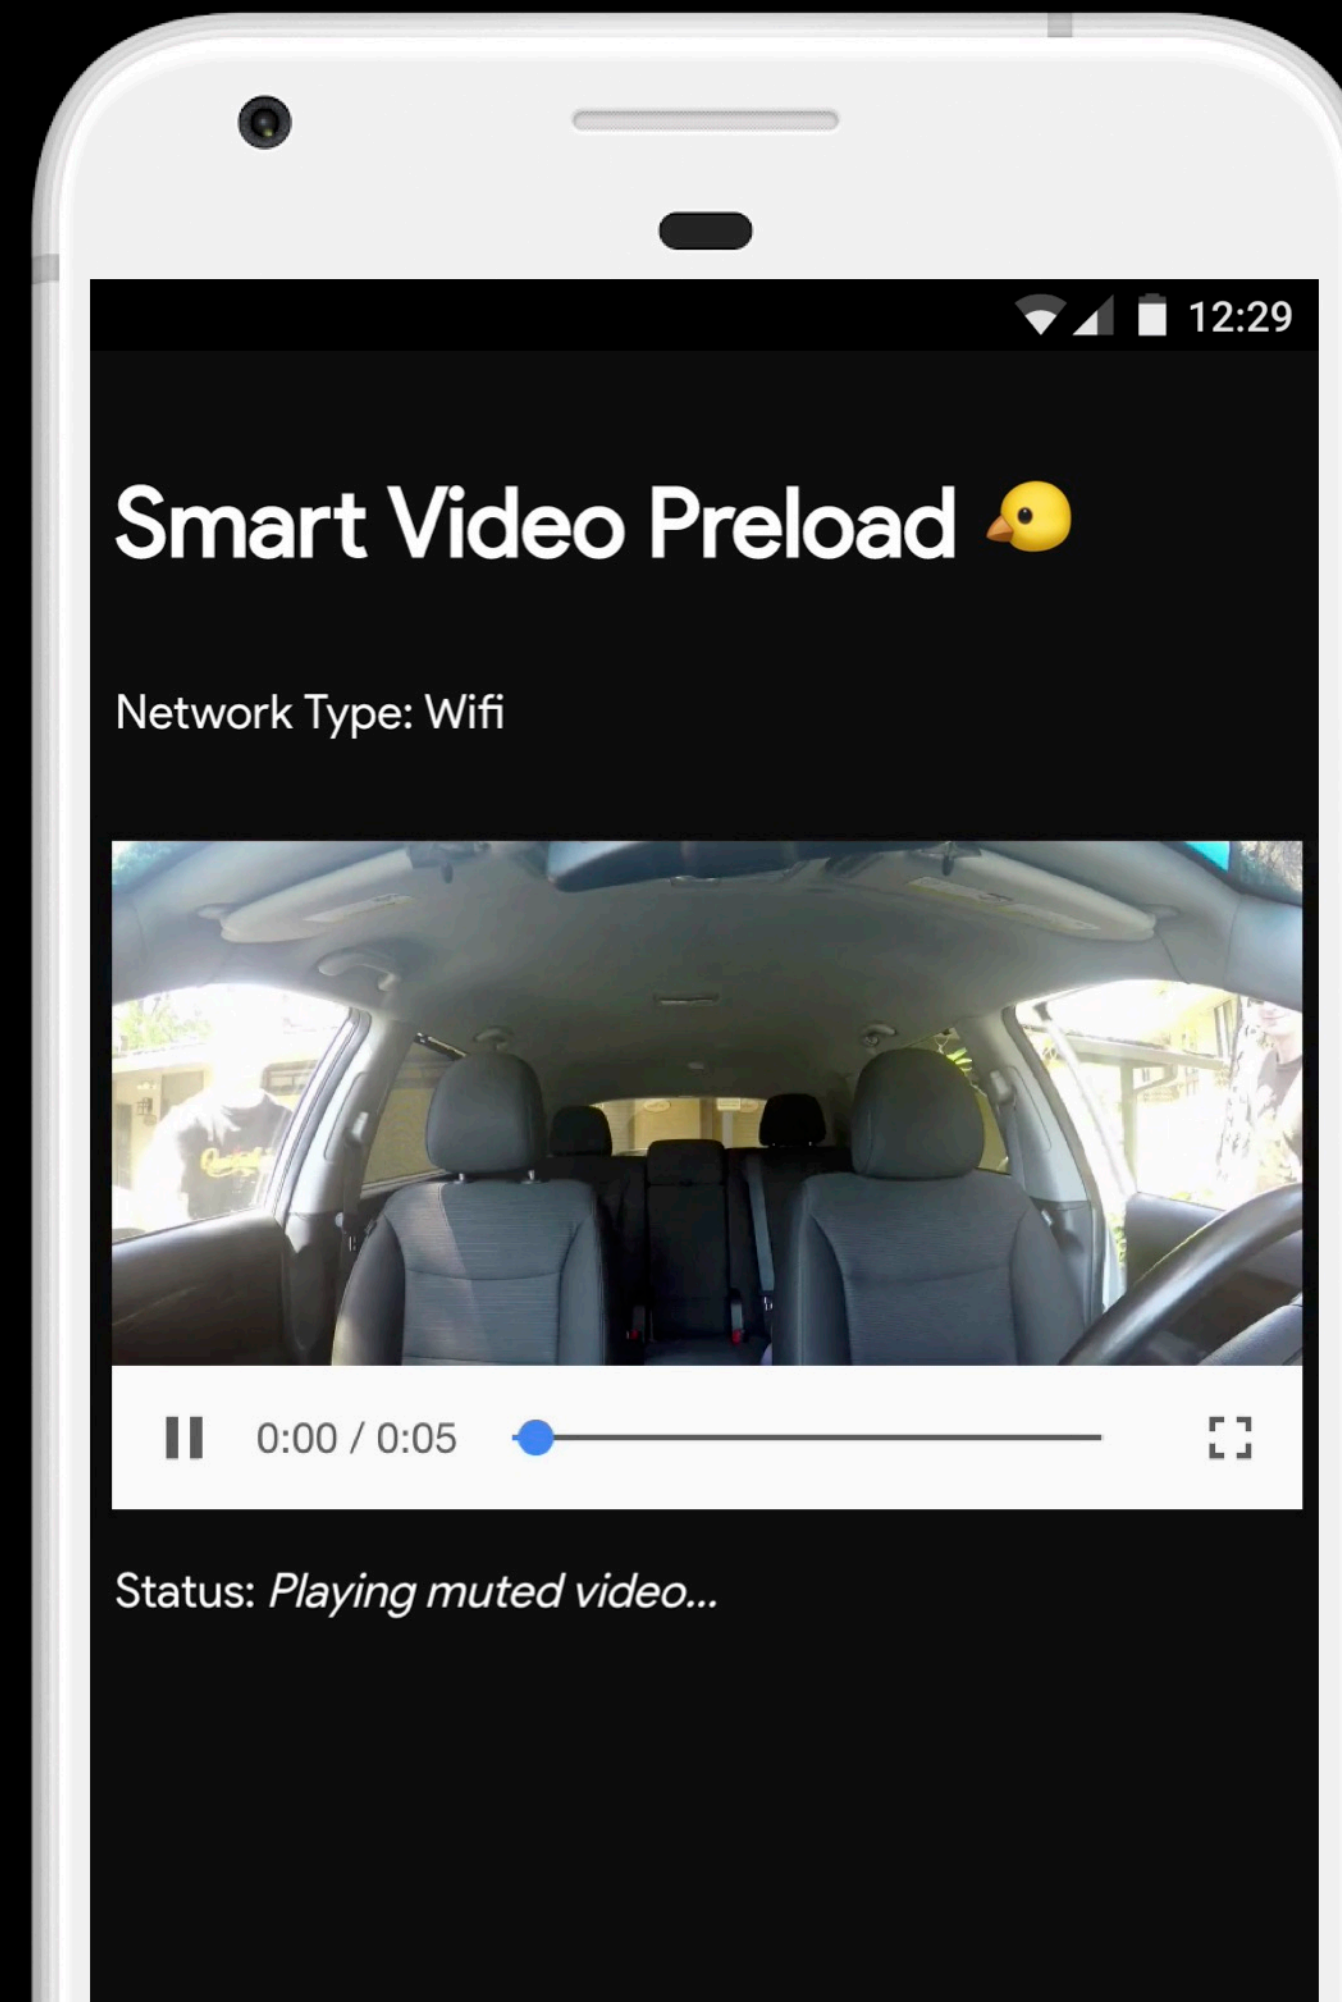 12:29
Smart Video Preload 🐤
Network Type: Wifi
0:00 / 0:05
Status: Playing muted video...